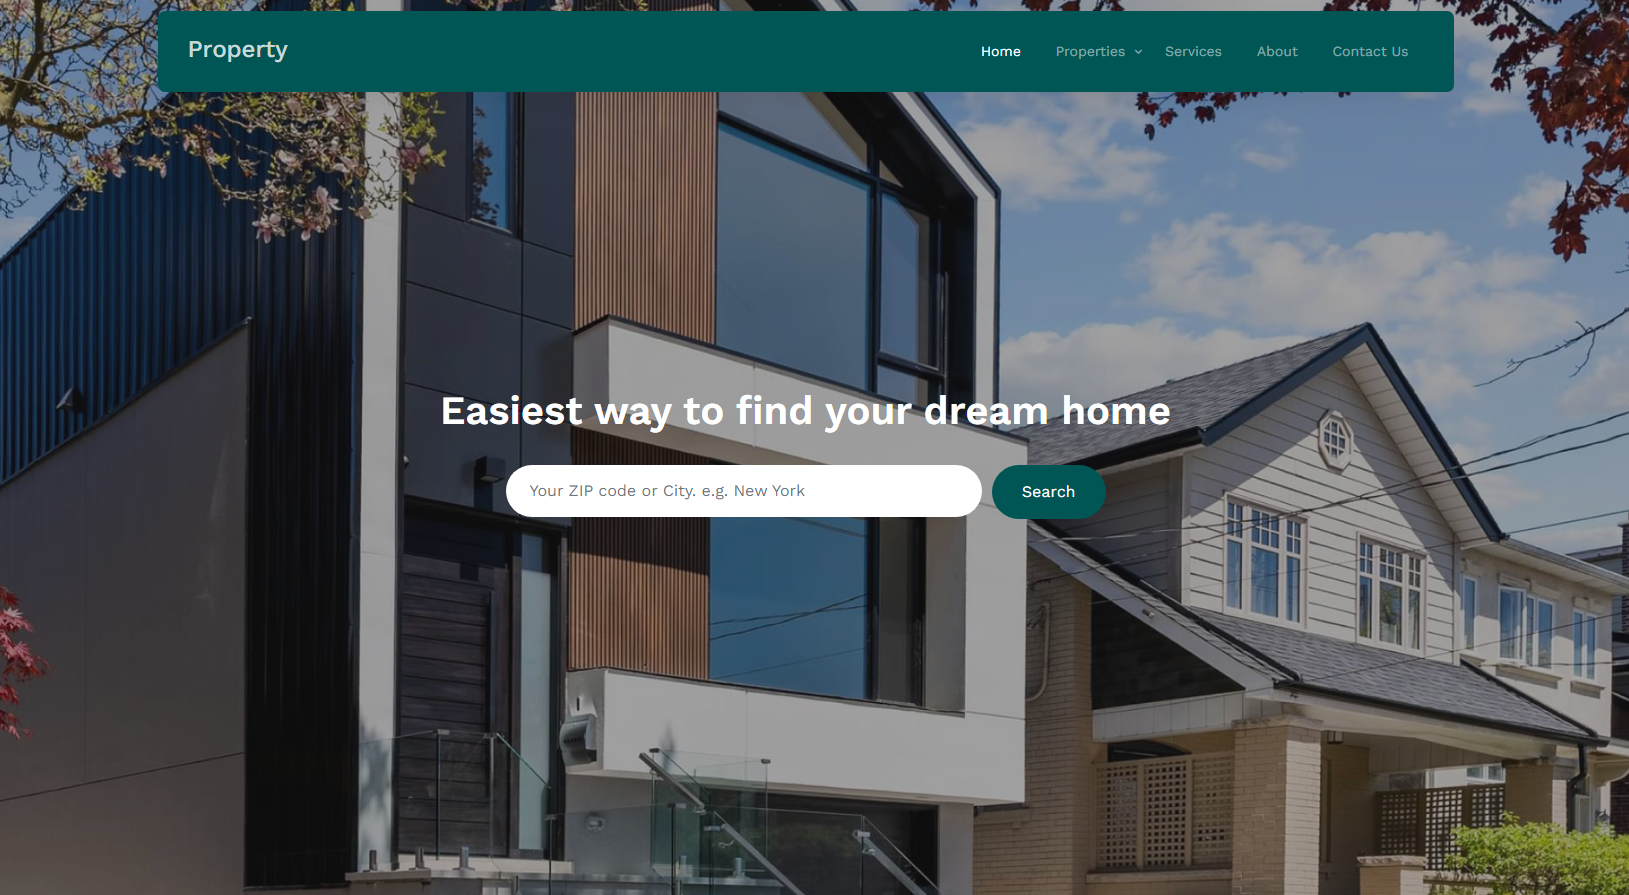 Property
Home Properties Services About Contact Us
Easiest way to find your dream home
Your ZIP code or City. e.g. New York
Search